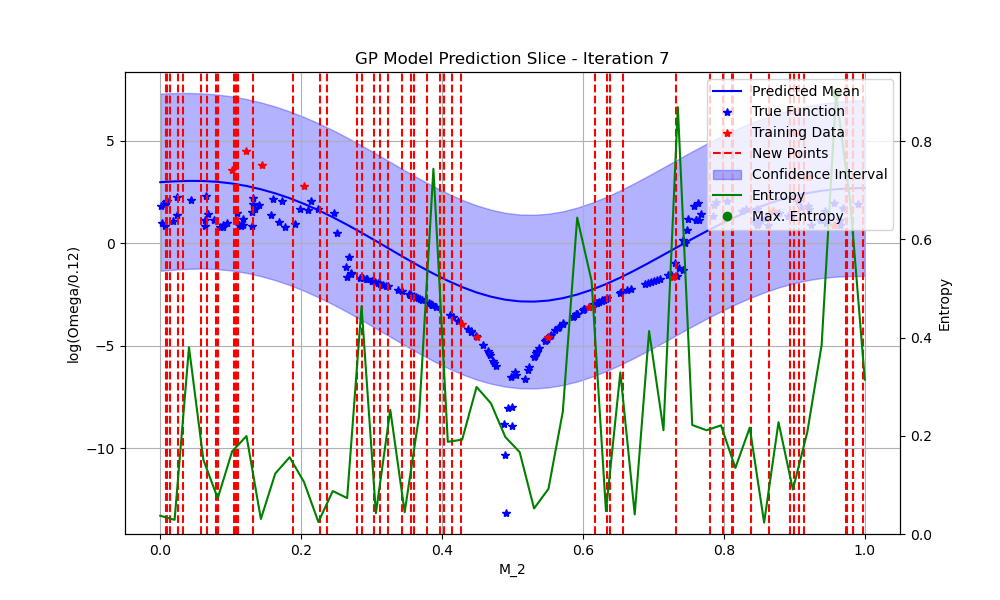 GP Model Prediction Slice - Iteration 7
Predicted Mean
True Function
Training Data
New Points
Confidence Interval
Entropy
Max. Entropy
log(Omega/0.12)
5
0
−5
−10
Entropy
0.8
0.6
0.4
0.2
0.0
0.0 0.2 0.4 0.6 0.8 1.0
M_2